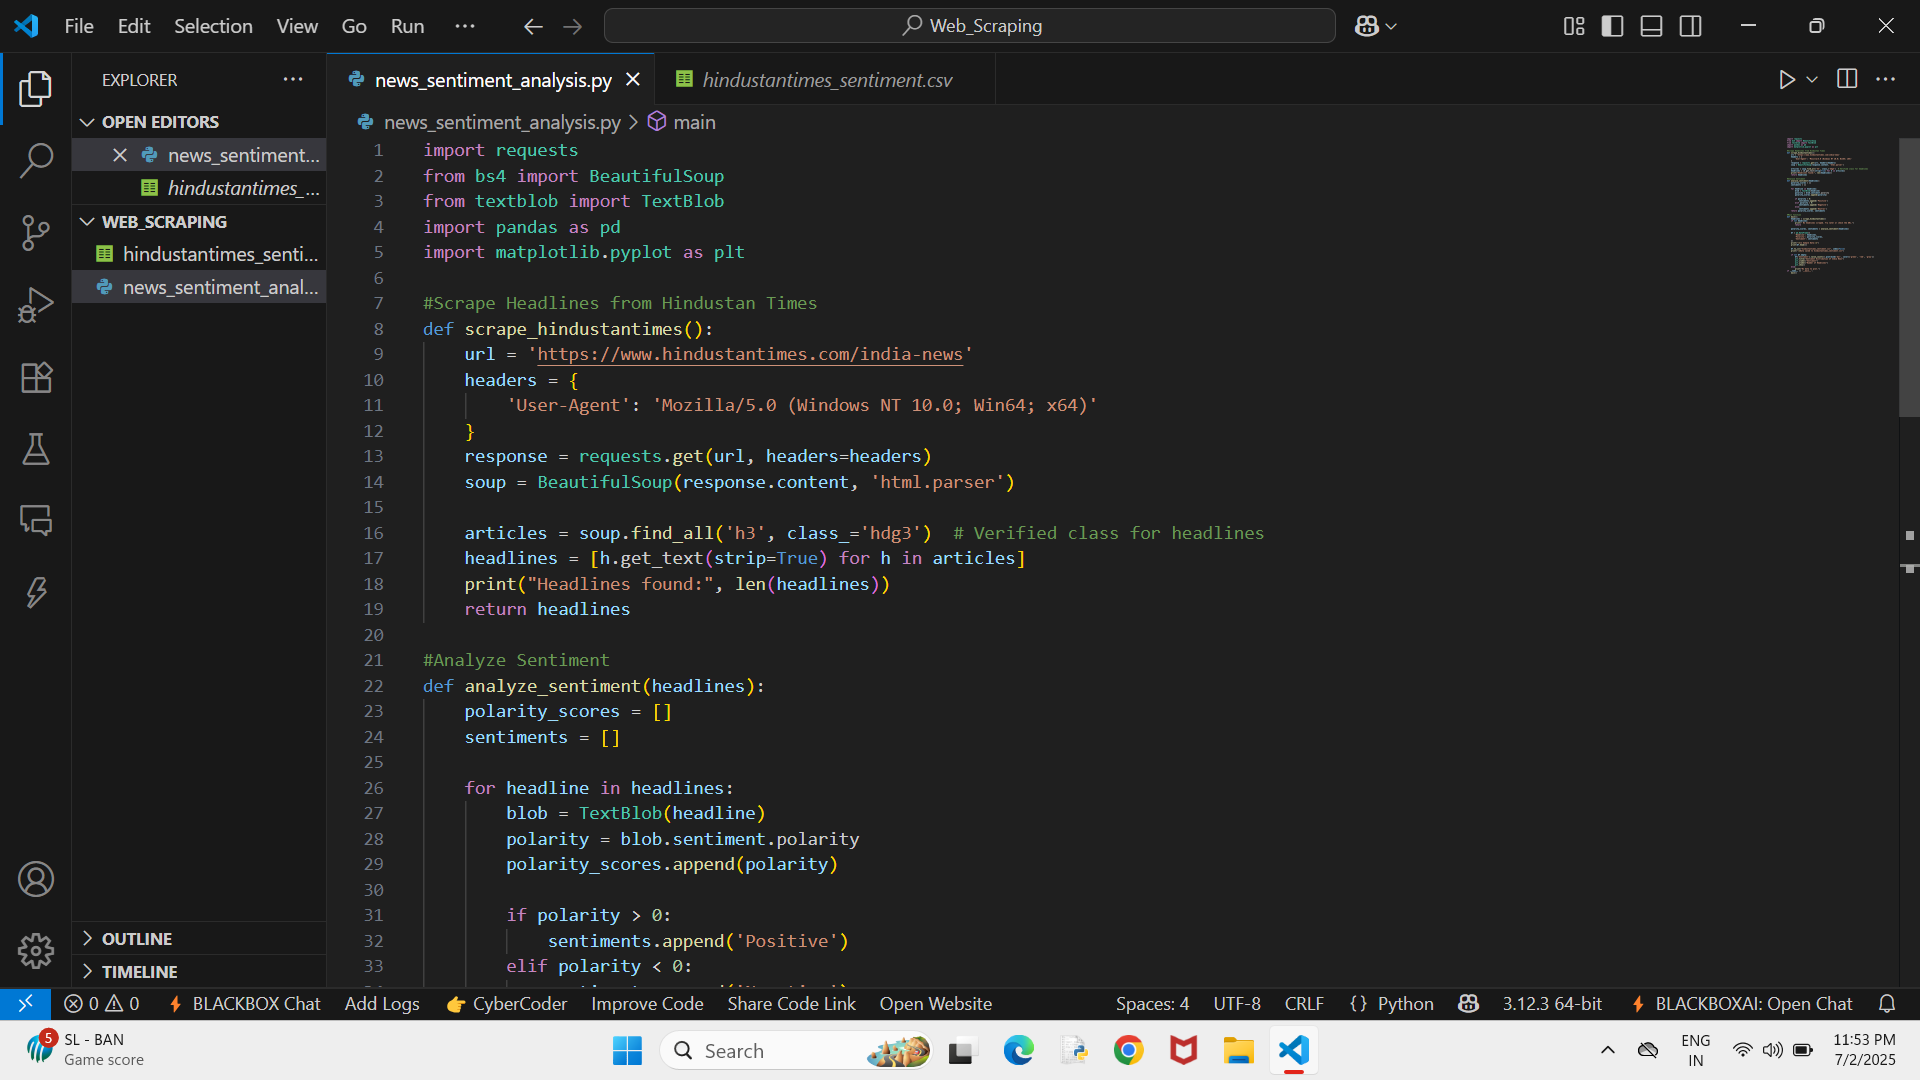 File Edit Selection View Go Run ···
Web_Scraping
EXPLORER
OPEN EDITORS
news_sentiment...
hindustantimes_...
WEB_SCRAPING
hindustantimes_senti...
news_sentiment_anal...
OUTLINE
TIMELINE
news_sentiment_analysis.py
hindustantimes_sentiment.csv
news_sentiment_analysis.py > main
1 import requests
2 from bs4 import BeautifulSoup
3 from textblob import TextBlob
4 import pandas as pd
5 import matplotlib.pyplot as plt
6
7 #Scrape Headlines from Hindustan Times
8 def scrape_hindustantimes():
9 url = 'https://www.hindustantimes.com/india-news'
10 headers = {
11 'User-Agent': 'Mozilla/5.0 (Windows NT 10.0; Win64; x64)'
12 }
13 response = requests.get(url, headers=headers)
14 soup = BeautifulSoup(response.content, 'html.parser')
15
16 articles = soup.find_all('h3', class_='hdg3')  # Verified class for headlines
17 headlines = [h.get_text(strip=True) for h in articles]
18 print("Headlines found:", len(headlines))
19 return headlines
20
21 #Analyze Sentiment
22 def analyze_sentiment(headlines):
23 polarity_scores = []
24 sentiments = []
25
26 for headline in headlines:
27 blob = TextBlob(headline)
28 polarity = blob.sentiment.polarity
29 polarity_scores.append(polarity)
30
31 if polarity > 0:
32 sentiments.append('Positive')
33 elif polarity < 0:
0 0 BLACKBOX Chat Add Logs CyberCoder Improve Code Share Code Link Open Website Spaces: 4 UTF-8 CRLF {} Python 3.12.3 64-bit BLACKBOXAI: Open Chat
5 SL - BAN
Game score
Search
ENG
IN
11:53 PM
7/2/2025